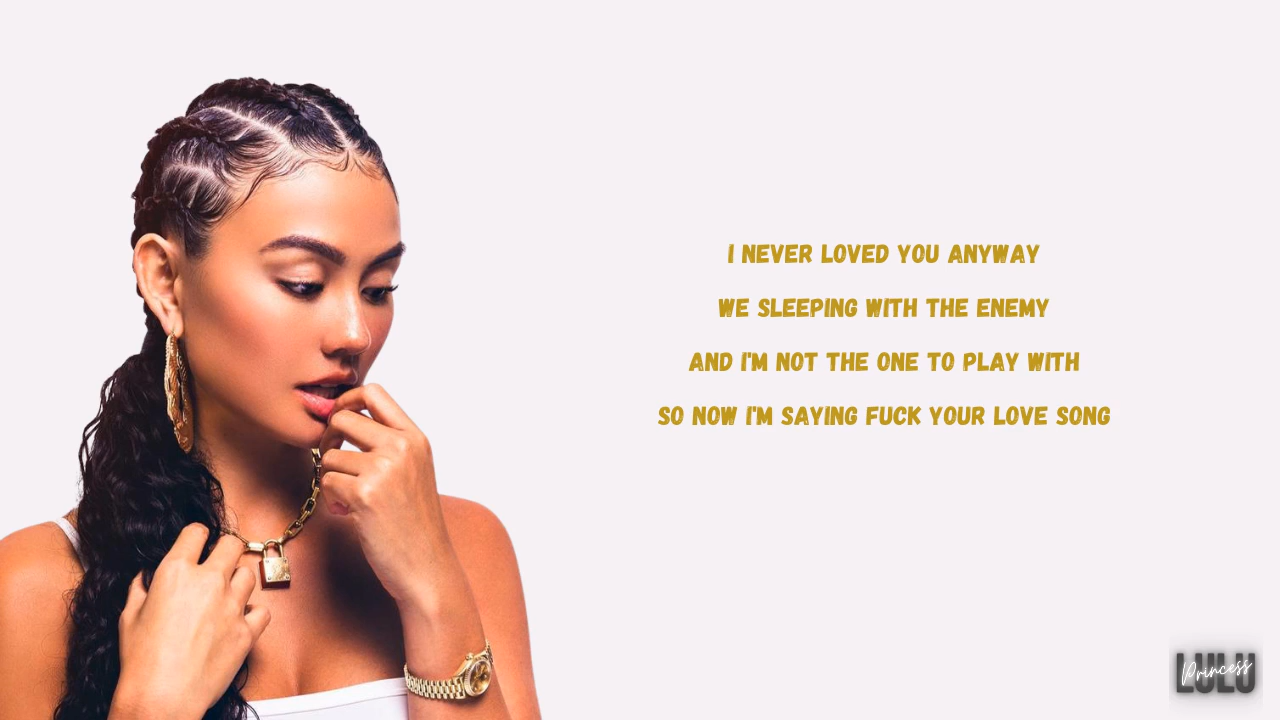 I NEVER LOVED YOU ANYWAY
WE SLEEPING WITH THE ENEMY
AND I'M NOT THE ONE TO PLAY WITH
SO NOW I'M SAYING FUCK YOUR LOVE SONG
LULU
Princess